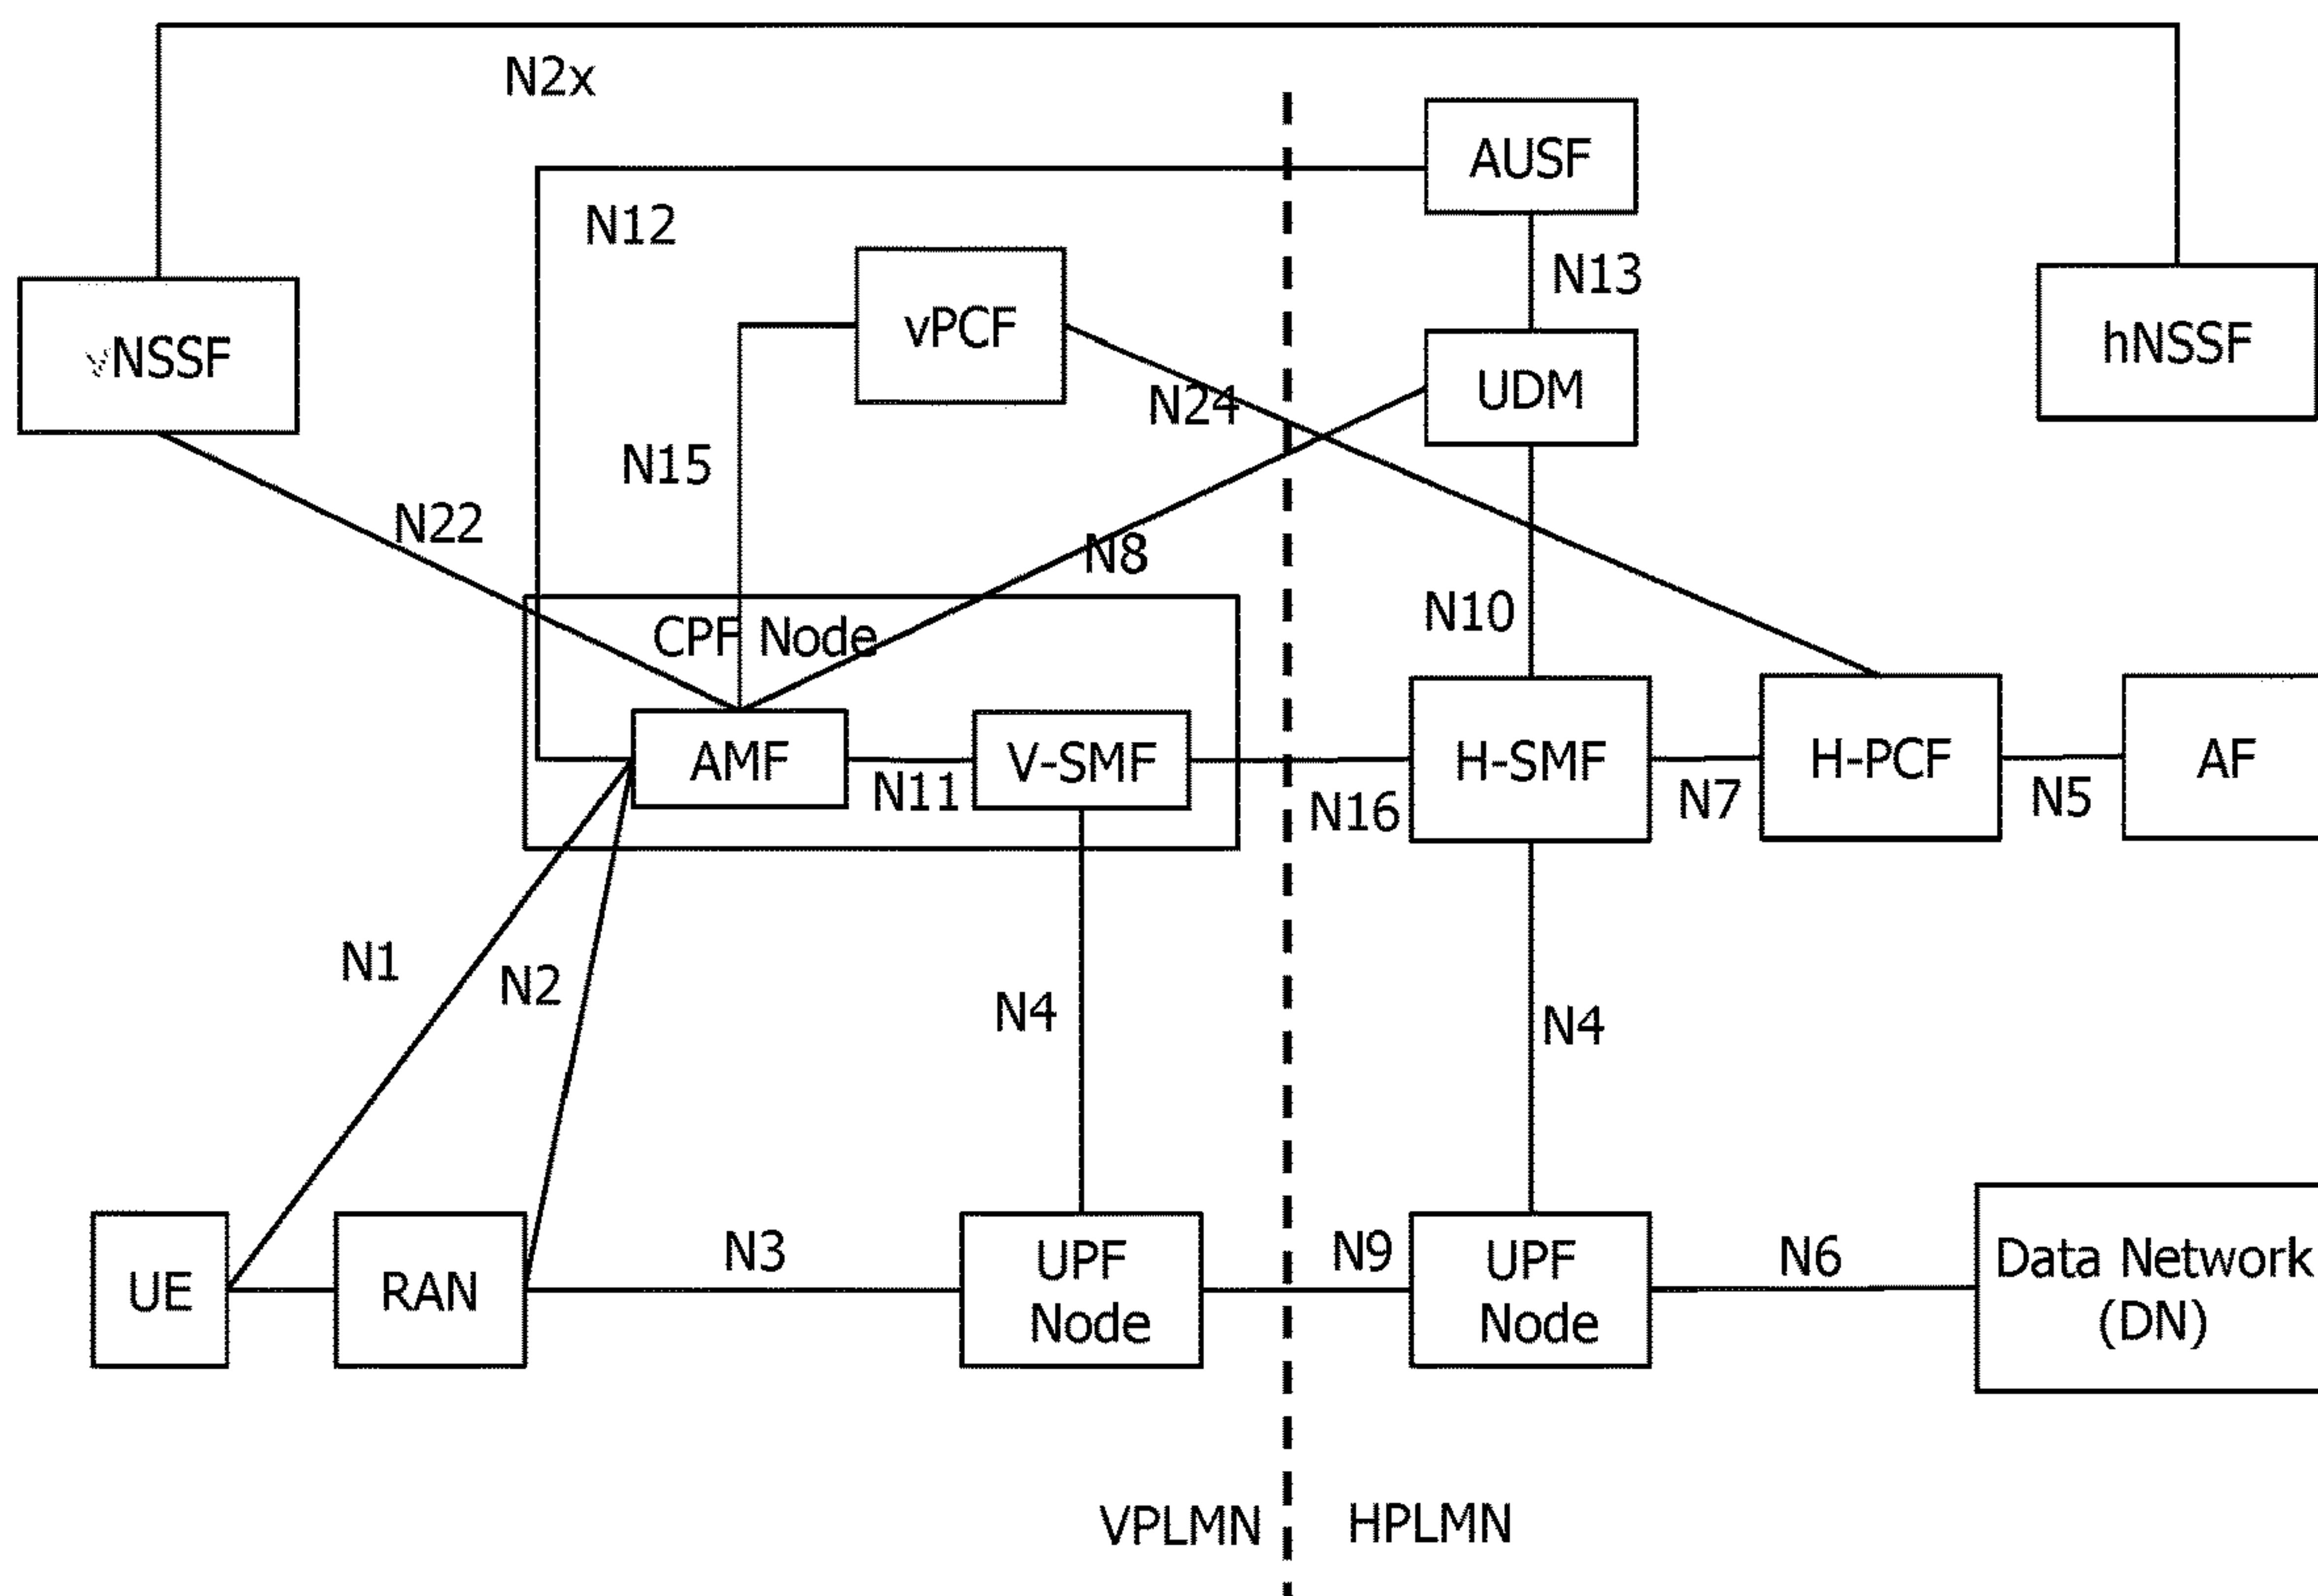 N2x
AUSF
N12
N13
vNSSF
vPCF
hNSSF
N24
UDM
N15
N22
N8
CPF Node
N10
AMF
N11
V-SMF
N16
H-SMF
N7
H-PCF
N5
AF
N1
N2
N4
N4
UE
RAN
N3
UPF
Node
N9
UPF
Node
N6
Data Network
(DN)
VPLMN
HPLMN